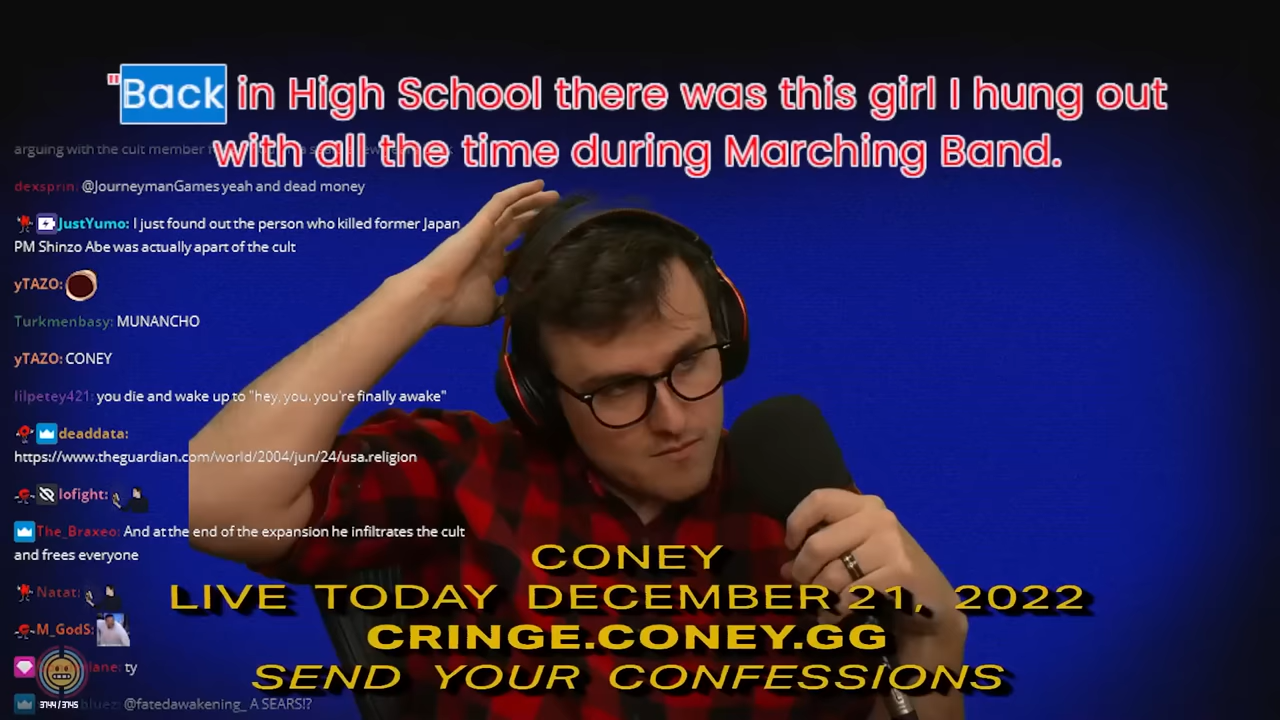 "Back in High School there was this girl I hung out
with all the time during Marching Band.
arguing with the cult member
dexsprin: @JourneymanGames yeah and dead money
JustYumo: I just found out the person who killed former Japan
PM Shinzo Abe was actually apart of the cult
yTAZO:
Turkmenbasy: MUNANCHO
yTAZO: CONEY
lilpetey421: you die and wake up to "hey, you, you're finally awake"
deaddata:
https://www.theguardian.com/world/2004/jun/24/usa.religion
lofight:
The_Braxeo: And at the end of the expansion he infiltrates the cult
and frees everyone
Natat:
M_GodS:
lane: ty
bluez: @fatedawakening_ A SEARS!?
3744 / 3745
CONEY
LIVE TODAY DECEMBER 21, 2022
CRINGE.CONEY.GG
SEND YOUR CONFESSIONS